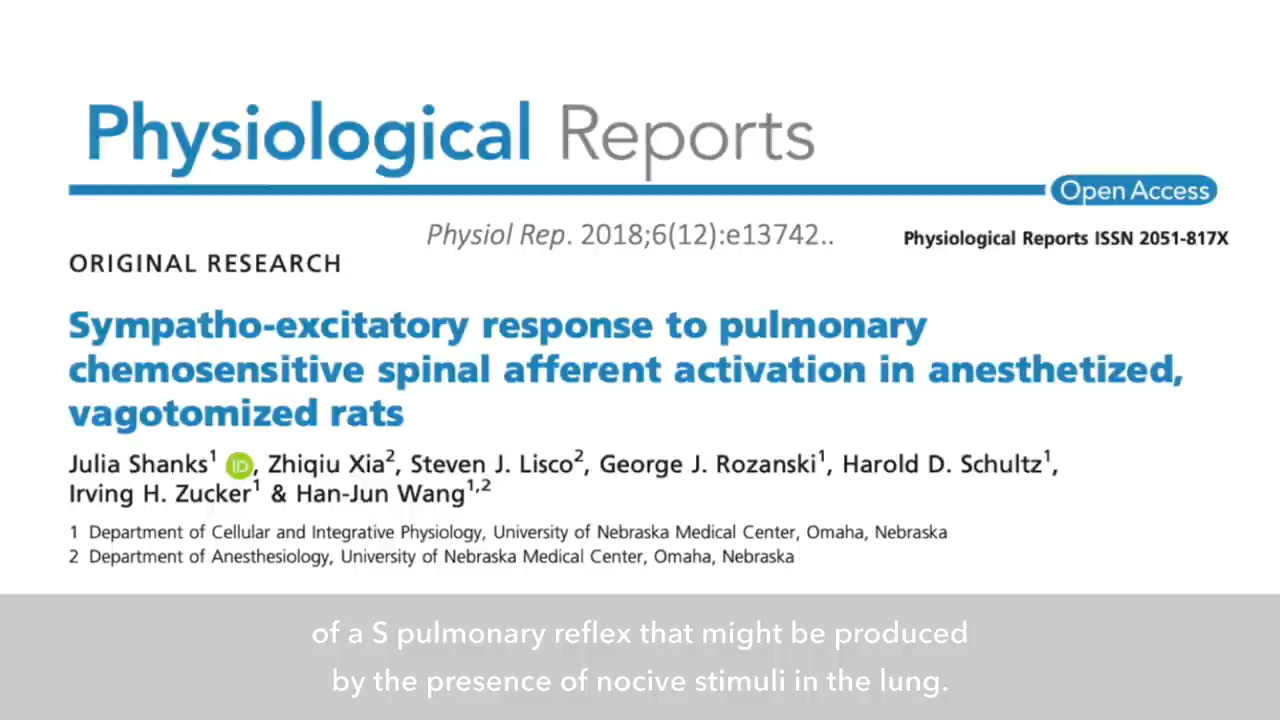 Physiological Reports
Open Access
Physiol Rep. 2018;6(12):e13742..
Physiological Reports ISSN 2051-817X
ORIGINAL RESEARCH
Sympatho-excitatory response to pulmonary
chemosensitive spinal afferent activation in anesthetized,
vagotomized rats
Julia Shanks1 iD, Zhiqiu Xia2, Steven J. Lisco2, George J. Rozanski1, Harold D. Schultz1,
Irving H. Zucker1 & Han-Jun Wang1,2
1 Department of Cellular and Integrative Physiology, University of Nebraska Medical Center, Omaha, Nebraska
2 Department of Anesthesiology, University of Nebraska Medical Center, Omaha, Nebraska
of a S pulmonary reflex that might be produced
by the presence of nocive stimuli in the lung.